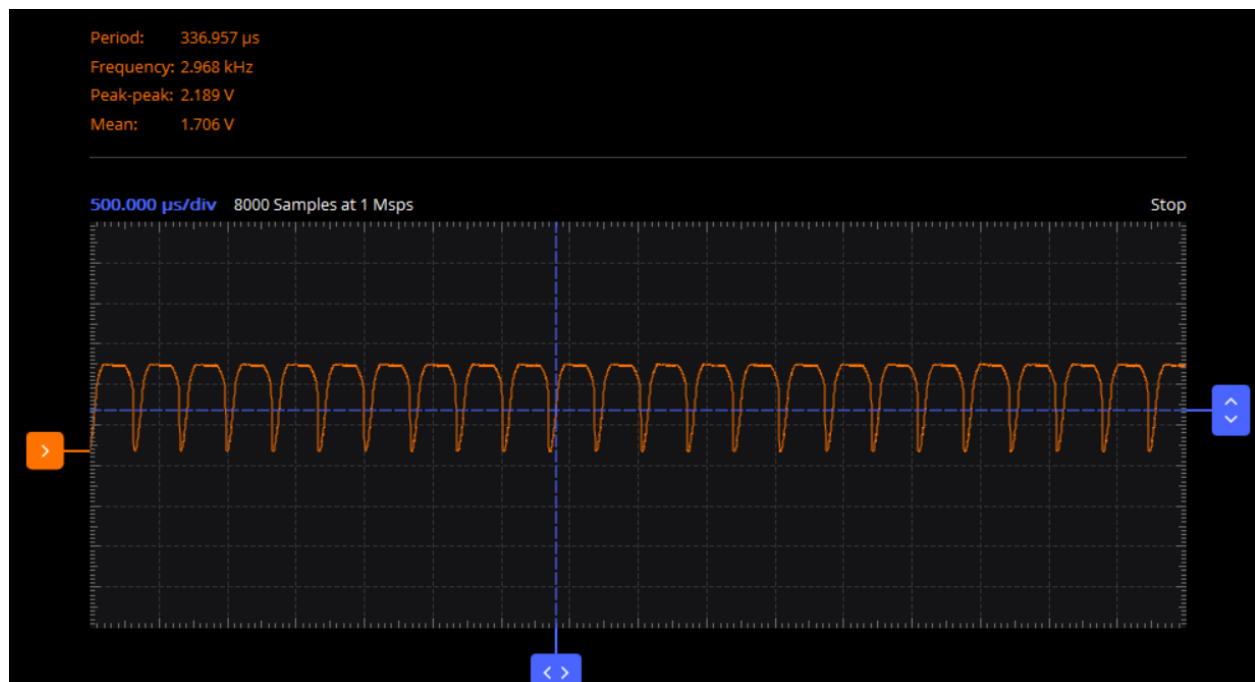 Period: 336.957 µs
Frequency: 2.968 kHz
Peak-peak: 2.189 V
Mean: 1.706 V
500.000 µs/div 8000 Samples at 1 Msps Stop